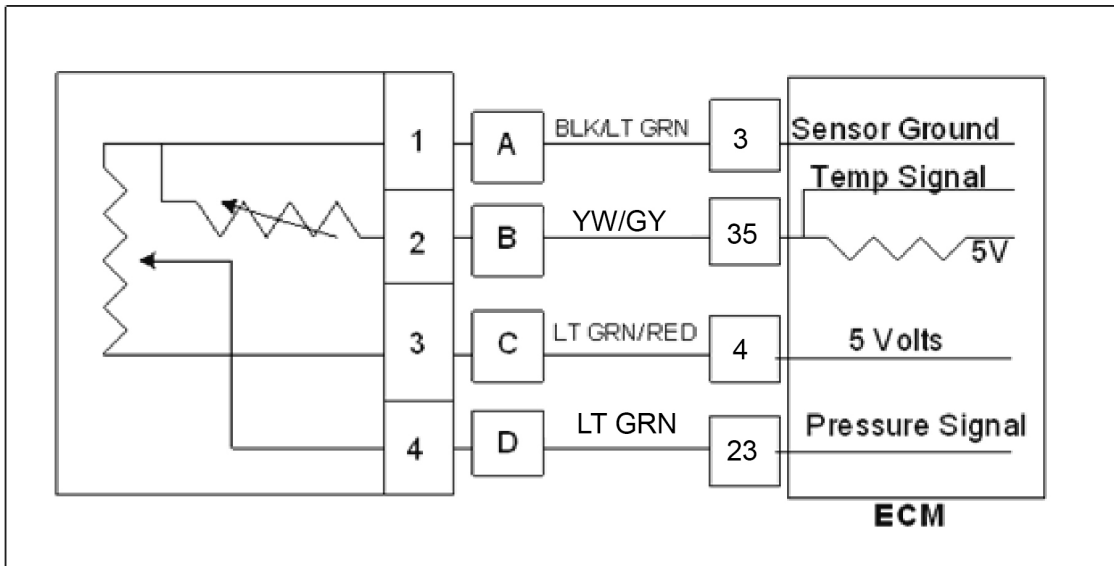 1 A BLK/LT GRN 3 Sensor Ground
Temp Signal
2 B YW/GY 35 5V
3 C LT GRN/RED 4 5 Volts
4 D LT GRN 23 Pressure Signal
ECM